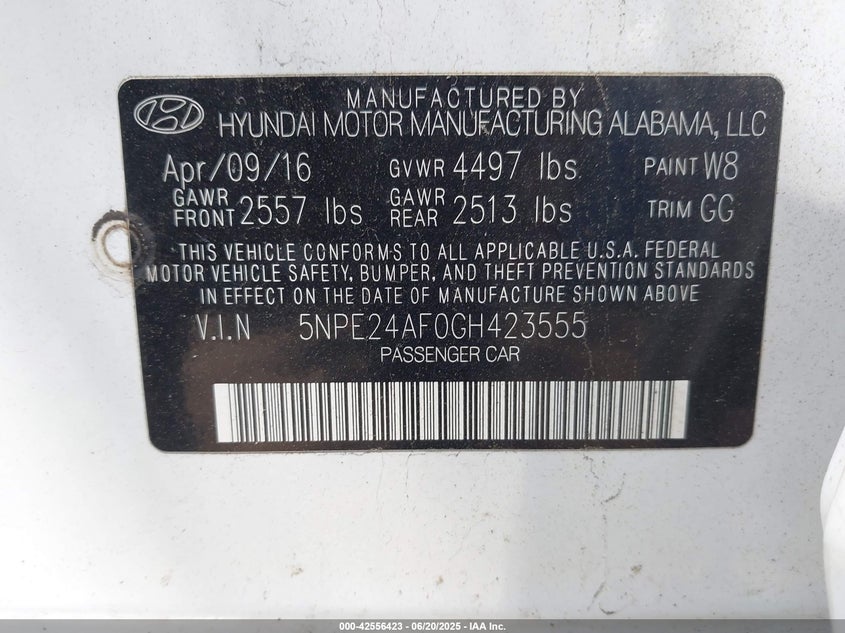 MANUFACTURED BY
HYUNDAI MOTOR MANUFACTURING ALABAMA, LLC
Apr/09/16 GVWR 4497 lbs PAINT W8
GAWR FRONT 2557 lbs GAWR REAR 2513 lbs TRIM GG
THIS VEHICLE CONFORMS TO ALL APPLICABLE U.S.A. FEDERAL
MOTOR VEHICLE SAFETY, BUMPER, AND THEFT PREVENTION STANDARDS
IN EFFECT ON THE DATE OF MANUFACTURE SHOWN ABOVE
V.I.N 5NPE24AF0GH423555
PASSENGER CAR
000-42556423 - 06/20/2025 - IAA Inc.